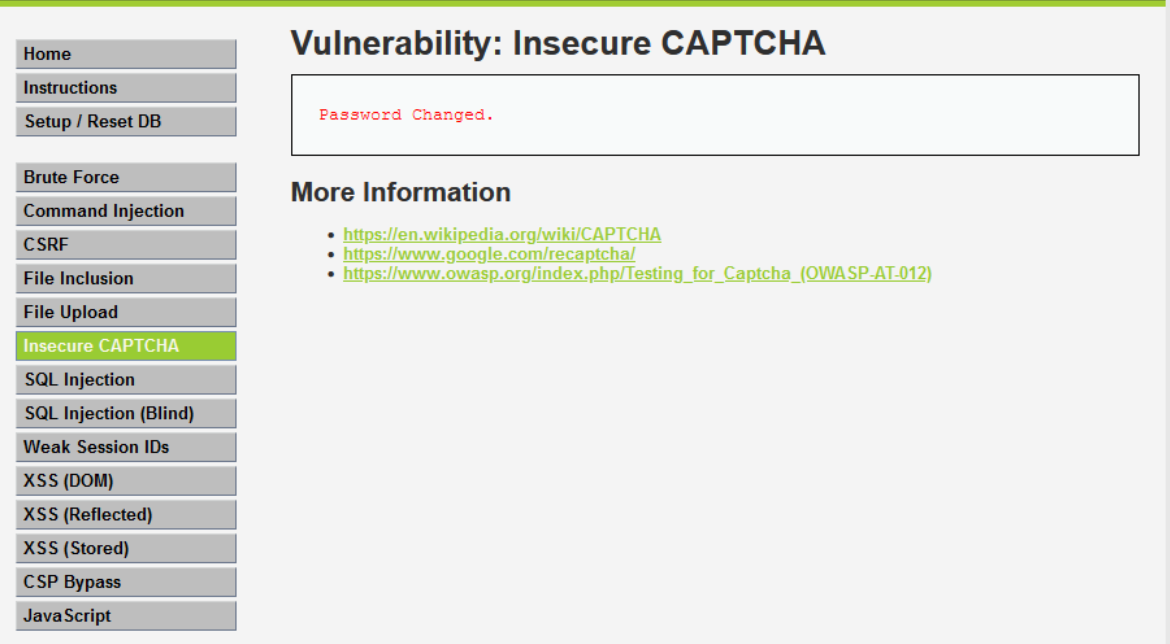 Home
Instructions
Setup / Reset DB
Brute Force
Command Injection
CSRF
File Inclusion
File Upload
Insecure CAPTCHA
SQL Injection
SQL Injection (Blind)
Weak Session IDs
XSS (DOM)
XSS (Reflected)
XSS (Stored)
CSP Bypass
JavaScript
Vulnerability: Insecure CAPTCHA
Password Changed.
More Information
https://en.wikipedia.org/wiki/CAPTCHA
https://www.google.com/recaptcha/
https://www.owasp.org/index.php/Testing_for_Captcha_(OWASP-AT-012)